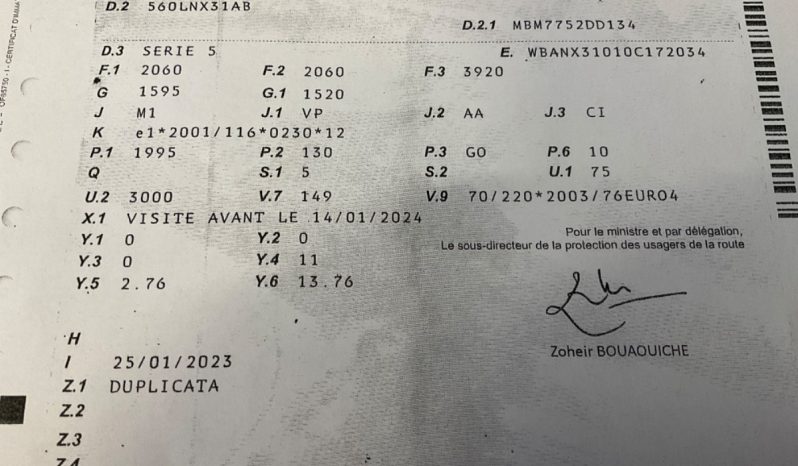 D.2 560LNX31AB
D.2.1 MBM7752DD134
D.3 SERIE 5 E. WBANX31010C172034
F.1 2060 F.2 2060 F.3 3920
G 1595 G.1 1520
J M1 J.1 VP J.2 AA J.3 CI
K e1*2001/116*0230*12
P.1 1995 P.2 130 P.3 GO P.6 10
Q S.1 5 S.2 U.1 75
U.2 3000 V.7 149 V.9 70/220*2003/76EURO4
X.1 VISITE AVANT LE 14/01/2024
Y.1 0 Y.2 0
Y.3 0 Y.4 11
Y.5 2.76 Y.6 13.76
Pour le ministre et par délégation,
Le sous-directeur de la protection des usagers de la route
Zoheir BOUAOUICHE
H
I 25/01/2023
Z.1 DUPLICATA
Z.2
Z.3
Z.4